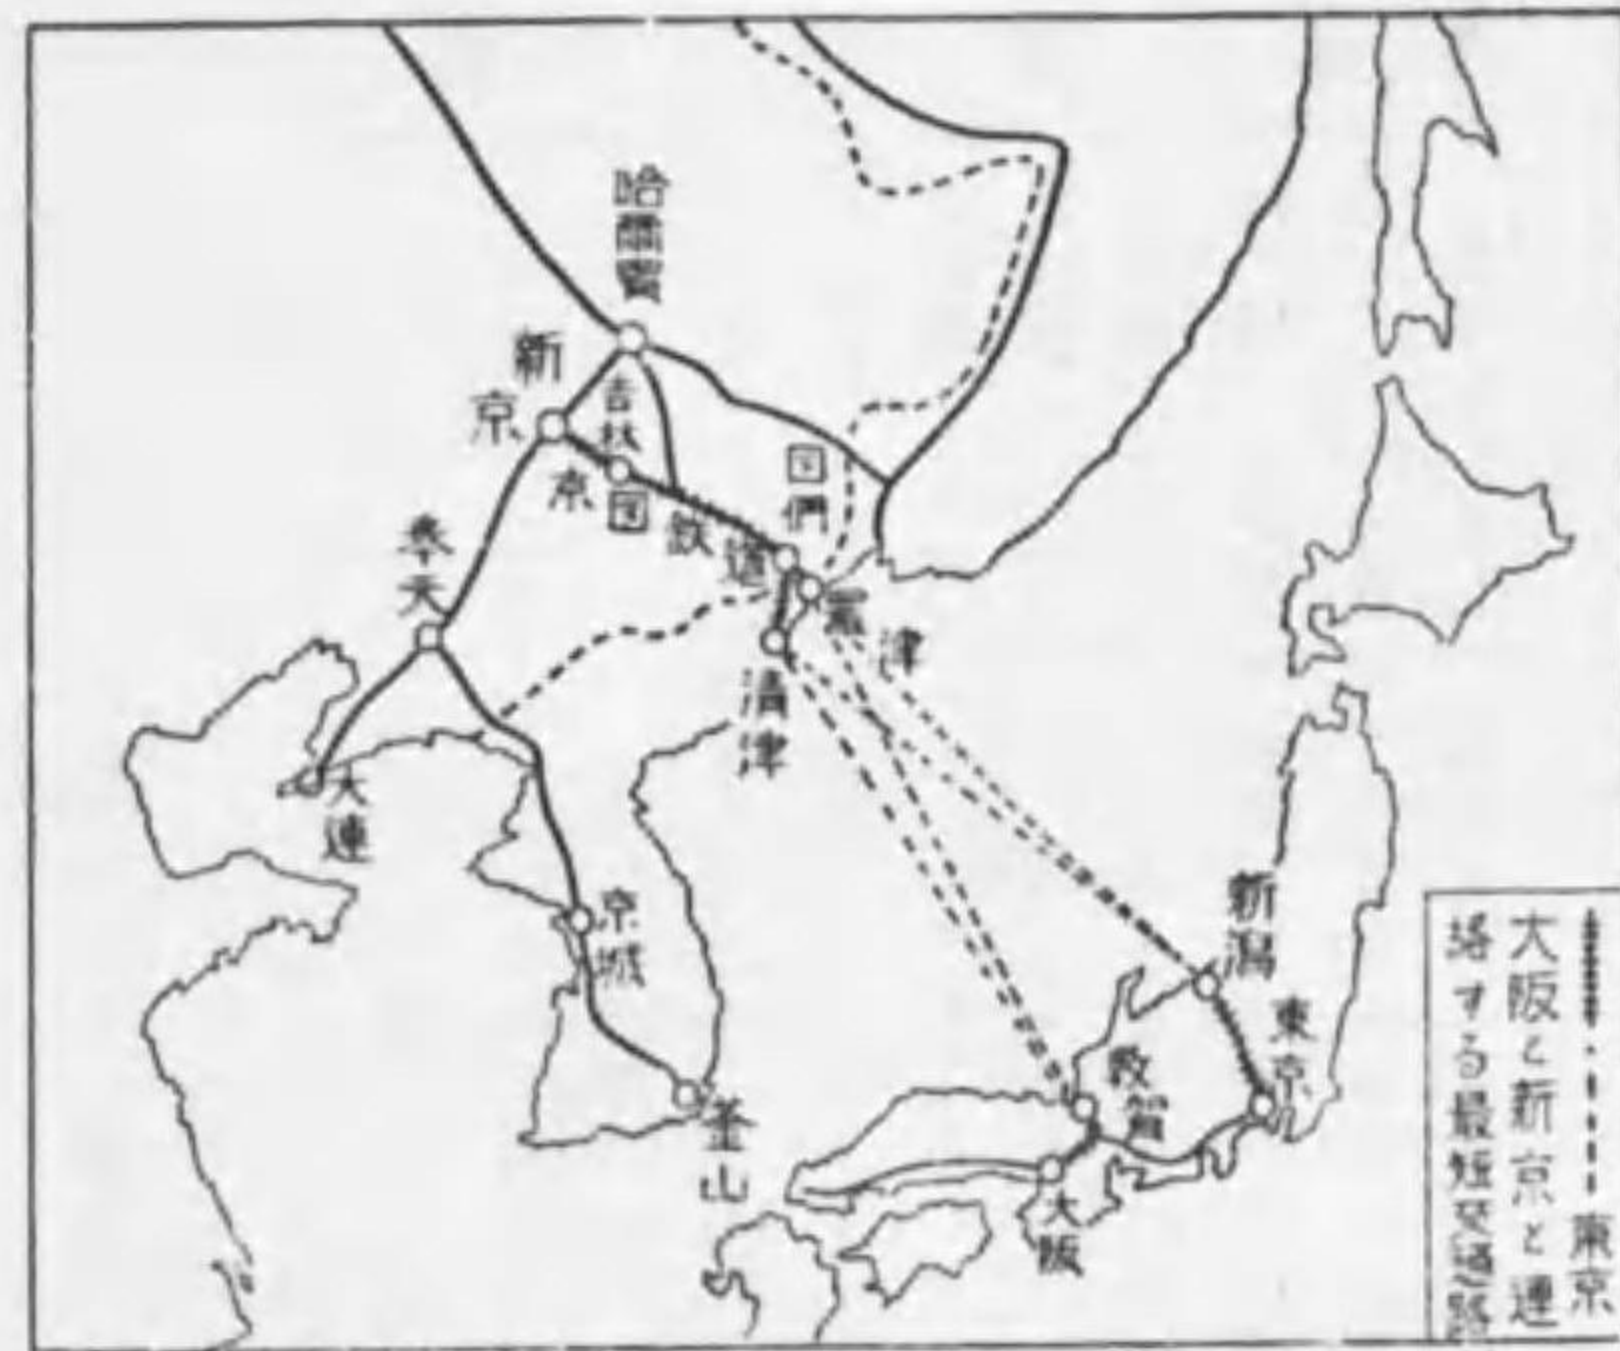 哈爾賓
新京
吉林
京図鉄道
図們
奉天
羅津
清津
大連
京城
釜山
新潟
東京
敦賀
大阪
東京
大阪と新京と連
絡する最短交通路